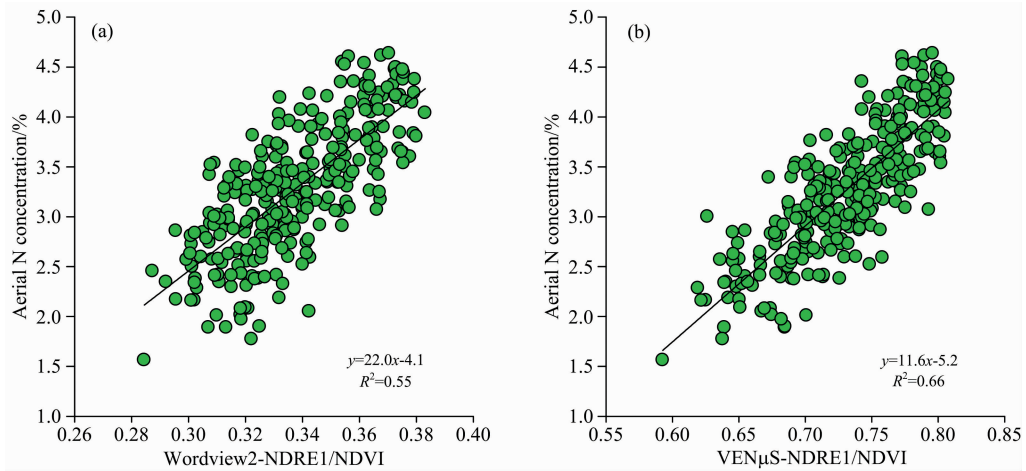 (a)
5.0
4.5
4.0
3.5
3.0
2.5
2.0
1.5
1.0
Aerial N concentration/%
y=22.0x-4.1
R²=0.55
0.26 0.28 0.30 0.32 0.34 0.36 0.38 0.40
Wordview2-NDRE1/NDVI
(b)
5.0
4.5
4.0
3.5
3.0
2.5
2.0
1.5
1.0
Aerial N concentration/%
y=11.6x-5.2
R²=0.66
0.55 0.60 0.65 0.70 0.75 0.80 0.85
VENμS-NDRE1/NDVI